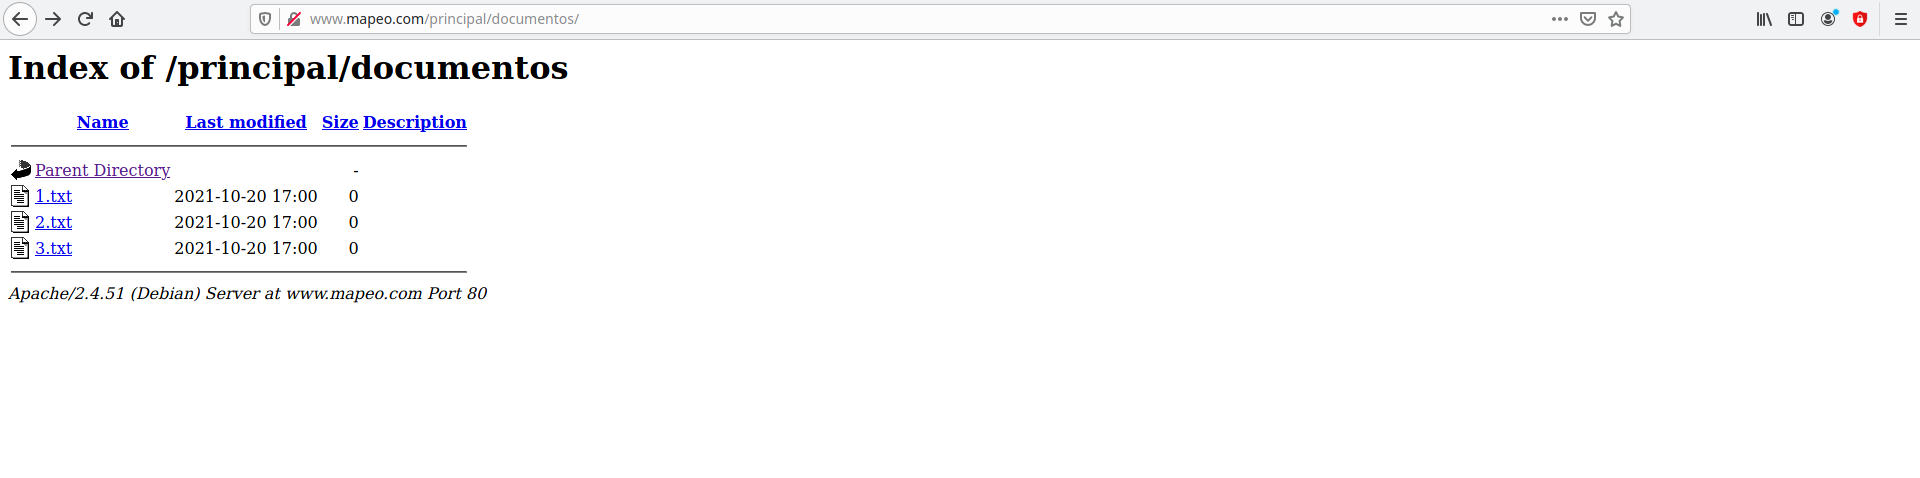 www.mapeo.com/principal/documentos/
Index of /principal/documentos
Name Last modified Size Description
Parent Directory -
1.txt 2021-10-20 17:00 0
2.txt 2021-10-20 17:00 0
3.txt 2021-10-20 17:00 0
Apache/2.4.51 (Debian) Server at www.mapeo.com Port 80